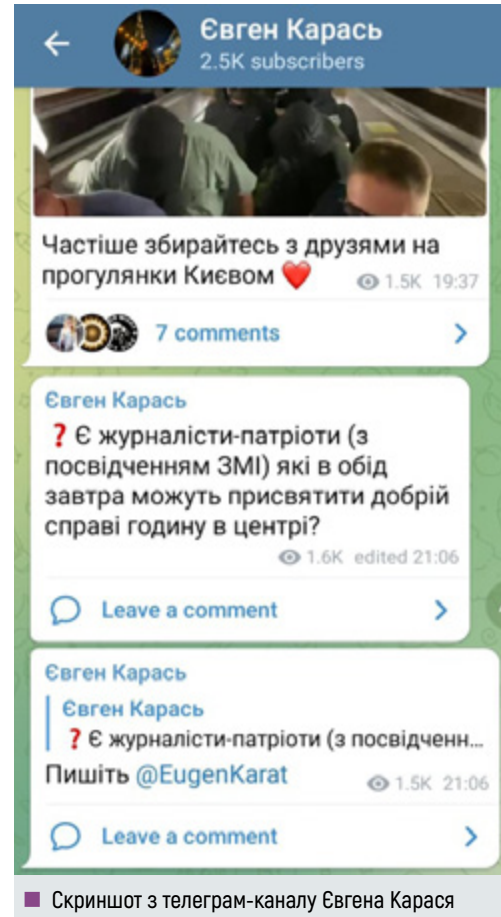 Євген Карась
2.5K subscribers
Частіше збирайтесь з друзями на
прогулянки Києвом ❤️ 1.5K 19:37
7 comments
Євген Карась
❓ Є журналісти-патріоти (з
посвідченням ЗМІ) які в обід
завтра можуть присвятити добрій
справі годину в центрі?
1.6K edited 21:06
Leave a comment
Євген Карась
Євген Карась
❓ Є журналісти-патріоти (з посвідченн...
Пишіть @EugenKarat 1.5K 21:06
Leave a comment
Скриншот з телеграм-каналу Євгена Карася